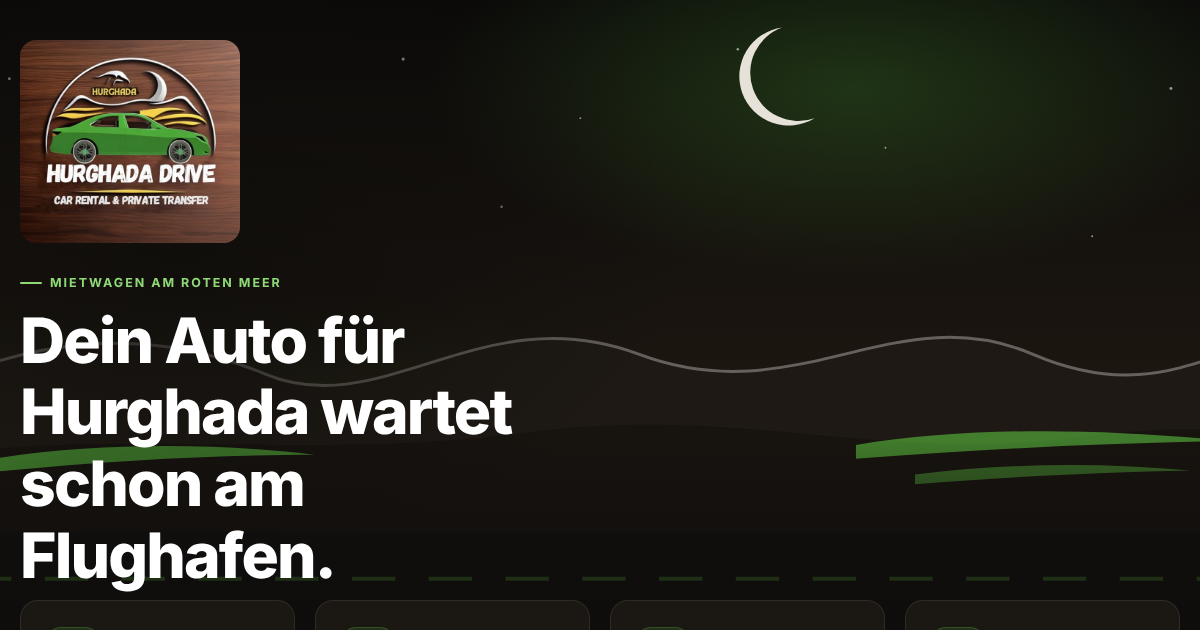 HURGHADA
HURGHADA DRIVE
CAR RENTAL & PRIVATE TRANSFER
MIETWAGEN AM ROTEN MEER
Dein Auto für
Hurghada wartet
schon am
Flughafen.